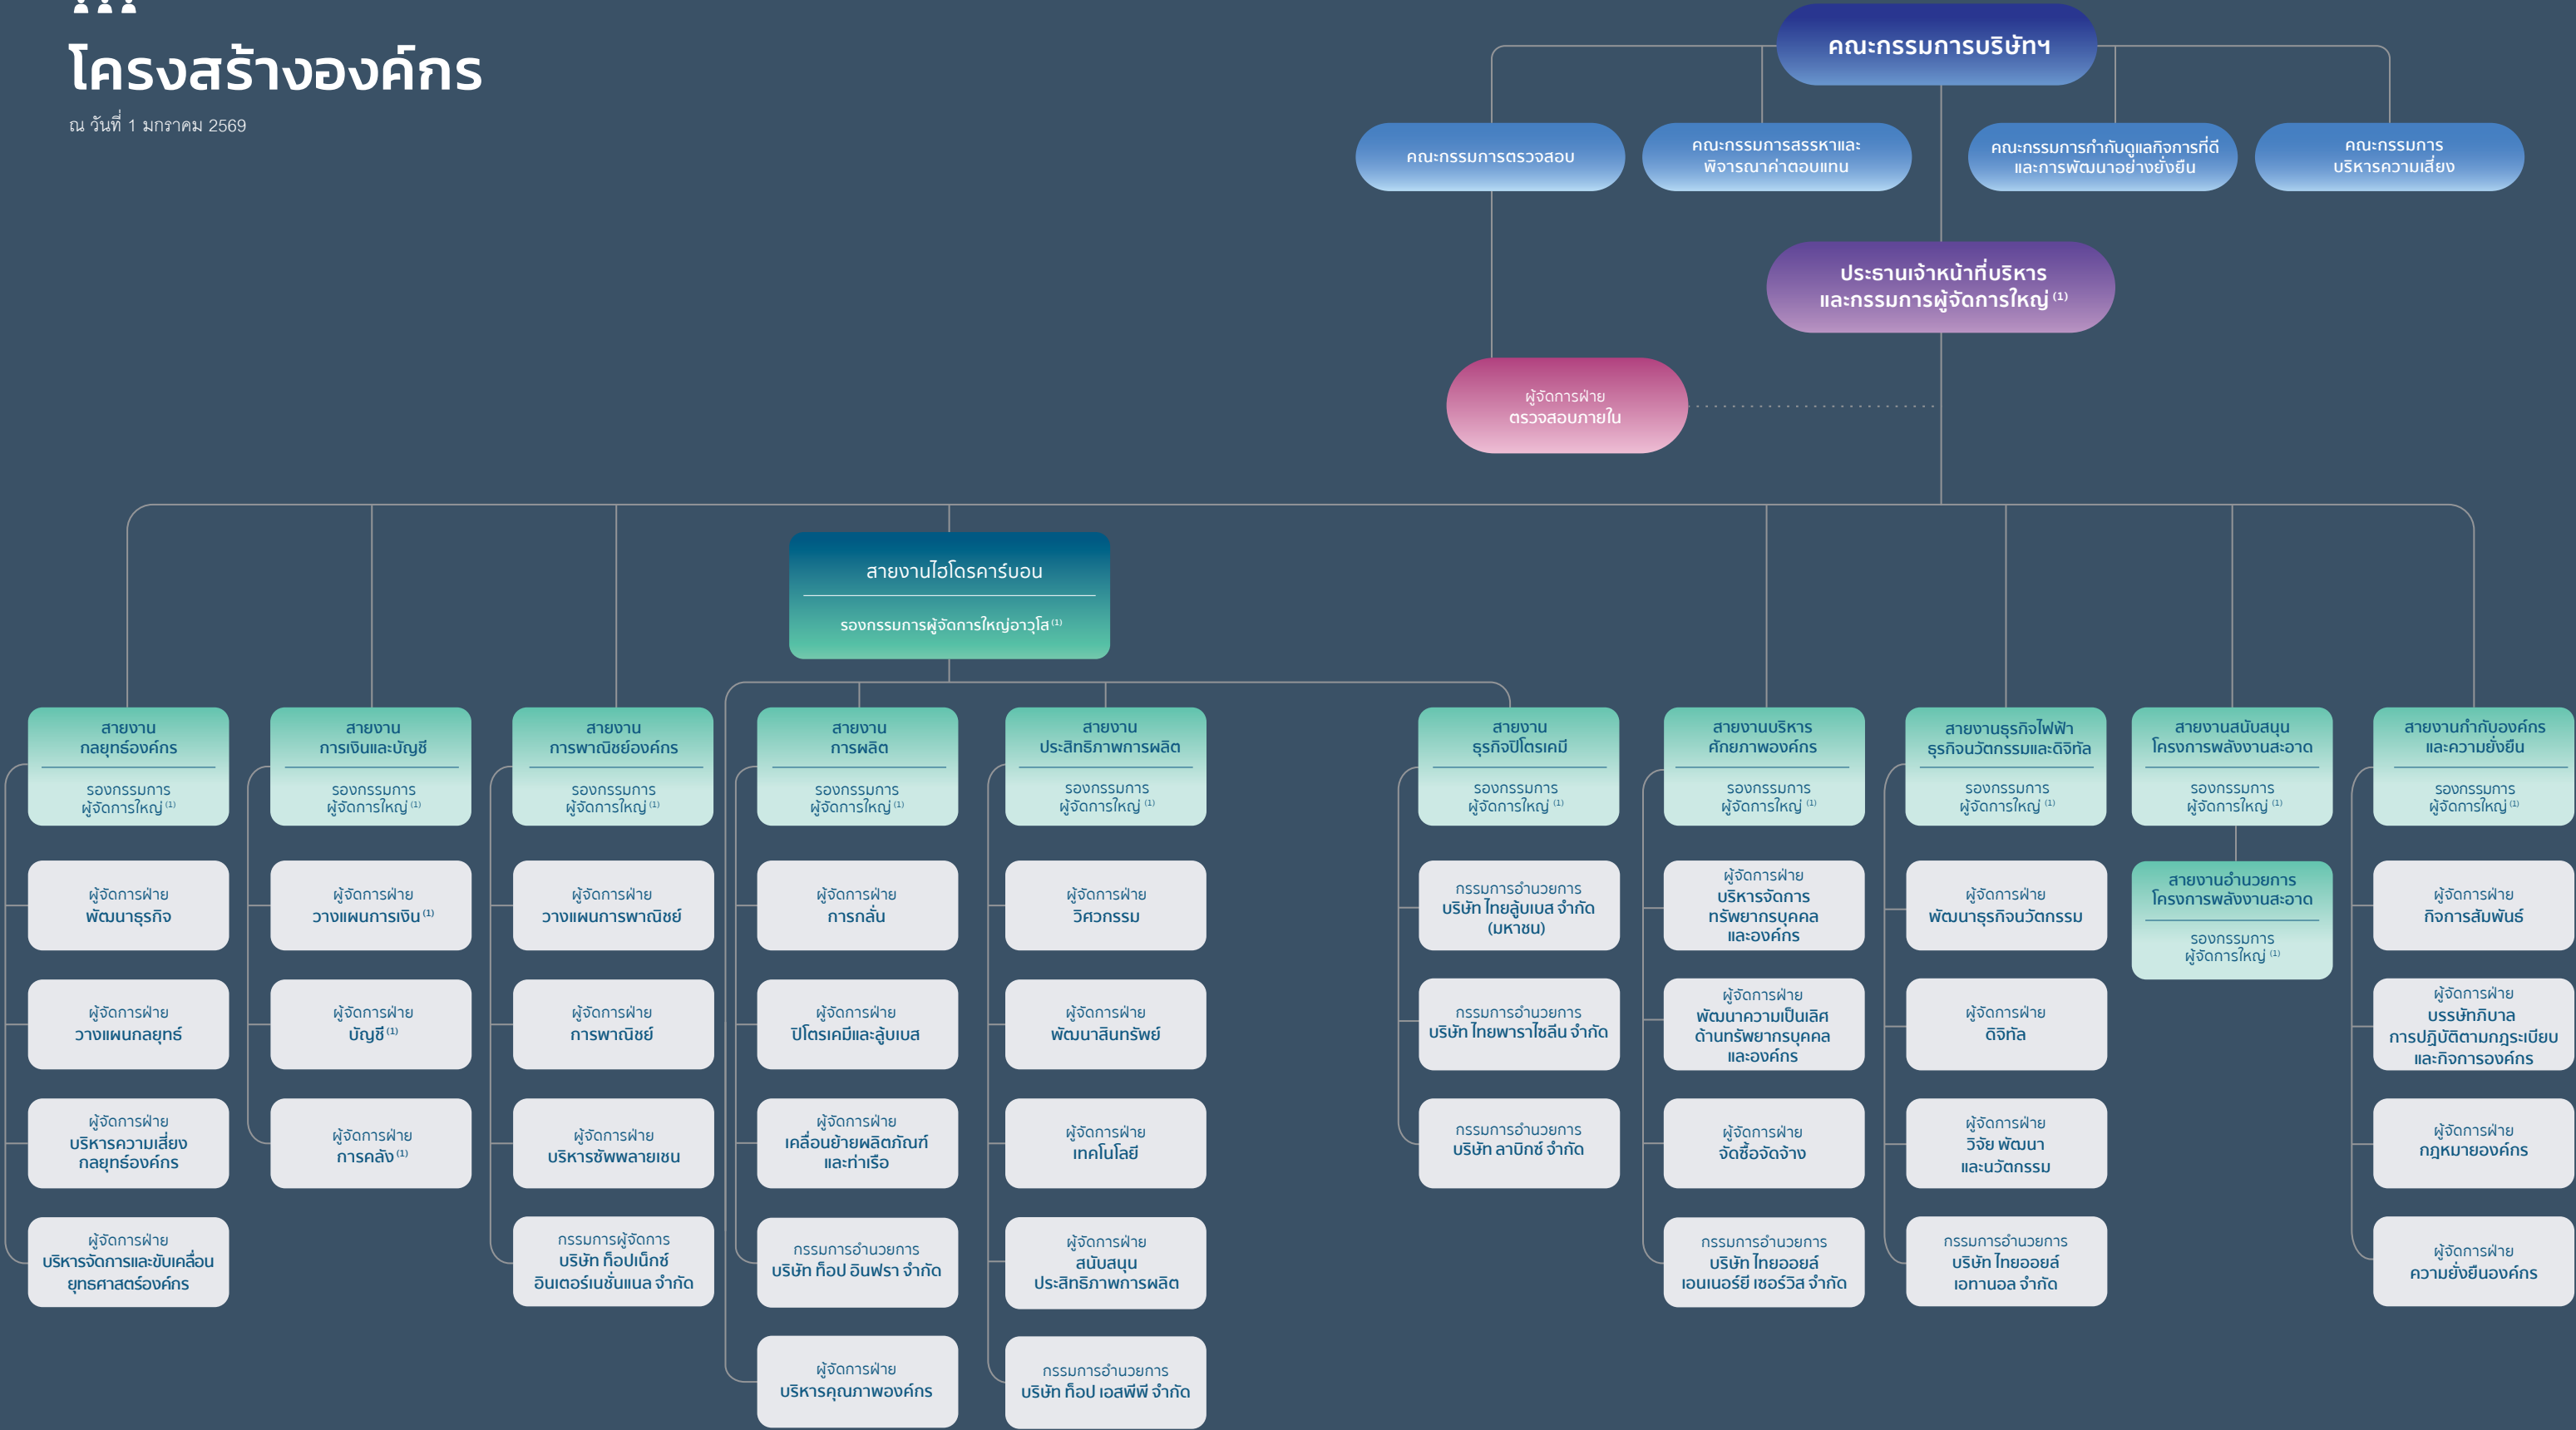 โครงสร้างองค์กร
ณ วันที่ 1 มกราคม 2569
คณะกรรมการบริษัทฯ
คณะกรรมการตรวจสอบ
คณะกรรมการสรรหาและ
พิจารณาค่าตอบแทน
คณะกรรมการกำกับดูแลกิจการที่ดี
และการพัฒนาอย่างยั่งยืน
คณะกรรมการ
บริหารความเสี่ยง
ประธานเจ้าหน้าที่บริหาร
และกรรมการผู้จัดการใหญ่ (1)
ผู้จัดการฝ่าย
ตรวจสอบภายใน
สายงานไฮโดรคาร์บอน
รองกรรมการผู้จัดการใหญ่อาวุโส (1)
สายงาน
กลยุทธ์องค์กร
รองกรรมการ
ผู้จัดการใหญ่ (1)
ผู้จัดการฝ่าย
พัฒนาธุรกิจ
ผู้จัดการฝ่าย
วางแผนกลยุทธ์
ผู้จัดการฝ่าย
บริหารความเสี่ยง
กลยุทธ์องค์กร
ผู้จัดการฝ่าย
บริหารจัดการและขับเคลื่อน
ยุทธศาสตร์องค์กร
สายงาน
การเงินและบัญชี
รองกรรมการ
ผู้จัดการใหญ่ (1)
ผู้จัดการฝ่าย
วางแผนการเงิน (1)
ผู้จัดการฝ่าย
บัญชี (1)
ผู้จัดการฝ่าย
การคลัง (1)
สายงาน
การพาณิชย์องค์กร
รองกรรมการ
ผู้จัดการใหญ่ (1)
ผู้จัดการฝ่าย
วางแผนการพาณิชย์
ผู้จัดการฝ่าย
การพาณิชย์
ผู้จัดการฝ่าย
บริหารซัพพลายเชน
กรรมการผู้จัดการ
บริษัท ท็อปเน็กซ์
อินเตอร์เนชั่นแนล จำกัด
สายงาน
การผลิต
รองกรรมการ
ผู้จัดการใหญ่ (1)
ผู้จัดการฝ่าย
การกลั่น
ผู้จัดการฝ่าย
ปิโตรเคมีและลู้บเบส
ผู้จัดการฝ่าย
เคลื่อนย้ายผลิตภัณฑ์
และท่าเรือ
กรรมการอำนวยการ
บริษัท ท็อป อินฟรา จำกัด
ผู้จัดการฝ่าย
บริหารคุณภาพองค์กร
สายงาน
ประสิทธิภาพการผลิต
รองกรรมการ
ผู้จัดการใหญ่ (1)
ผู้จัดการฝ่าย
วิศวกรรม
ผู้จัดการฝ่าย
พัฒนาสินทรัพย์
ผู้จัดการฝ่าย
เทคโนโลยี
ผู้จัดการฝ่าย
สนับสนุน
ประสิทธิภาพการผลิต
กรรมการอำนวยการ
บริษัท ท็อป เอสพีพี จำกัด
สายงาน
ธุรกิจปิโตรเคมี
รองกรรมการ
ผู้จัดการใหญ่ (1)
กรรมการอำนวยการ
บริษัท ไทยลู้บเบส จำกัด
(มหาชน)
กรรมการอำนวยการ
บริษัท ไทยพาราไซลีน จำกัด
กรรมการอำนวยการ
บริษัท ลาบิกซ์ จำกัด
สายงานบริหาร
ศักยภาพองค์กร
รองกรรมการ
ผู้จัดการใหญ่ (1)
ผู้จัดการฝ่าย
บริหารจัดการ
ทรัพยากรบุคคล
และองค์กร
ผู้จัดการฝ่าย
พัฒนาความเป็นเลิศ
ด้านทรัพยากรบุคคล
และองค์กร
ผู้จัดการฝ่าย
จัดซื้อจัดจ้าง
กรรมการอำนวยการ
บริษัท ไทยออยล์
เอนเนอร์ยี เซอร์วิส จำกัด
สายงานธุรกิจไฟฟ้า
ธุรกิจนวัตกรรมและดิจิทัล
รองกรรมการ
ผู้จัดการใหญ่ (1)
ผู้จัดการฝ่าย
พัฒนาธุรกิจนวัตกรรม
ผู้จัดการฝ่าย
ดิจิทัล
ผู้จัดการฝ่าย
วิจัย พัฒนา
และนวัตกรรม
กรรมการอำนวยการ
บริษัท ไทยออยล์
เอทานอล จำกัด
สายงานสนับสนุน
โครงการพลังงานสะอาด
รองกรรมการ
ผู้จัดการใหญ่ (1)
สายงานอำนวยการ
โครงการพลังงานสะอาด
รองกรรมการ
ผู้จัดการใหญ่ (1)
สายงานกำกับองค์กร
และความยั่งยืน
รองกรรมการ
ผู้จัดการใหญ่ (1)
ผู้จัดการฝ่าย
กิจการสัมพันธ์
ผู้จัดการฝ่าย
บรรษัทภิบาล
การปฏิบัติตามกฎระเบียบ
และกิจการองค์กร
ผู้จัดการฝ่าย
กฎหมายองค์กร
ผู้จัดการฝ่าย
ความยั่งยืนองค์กร